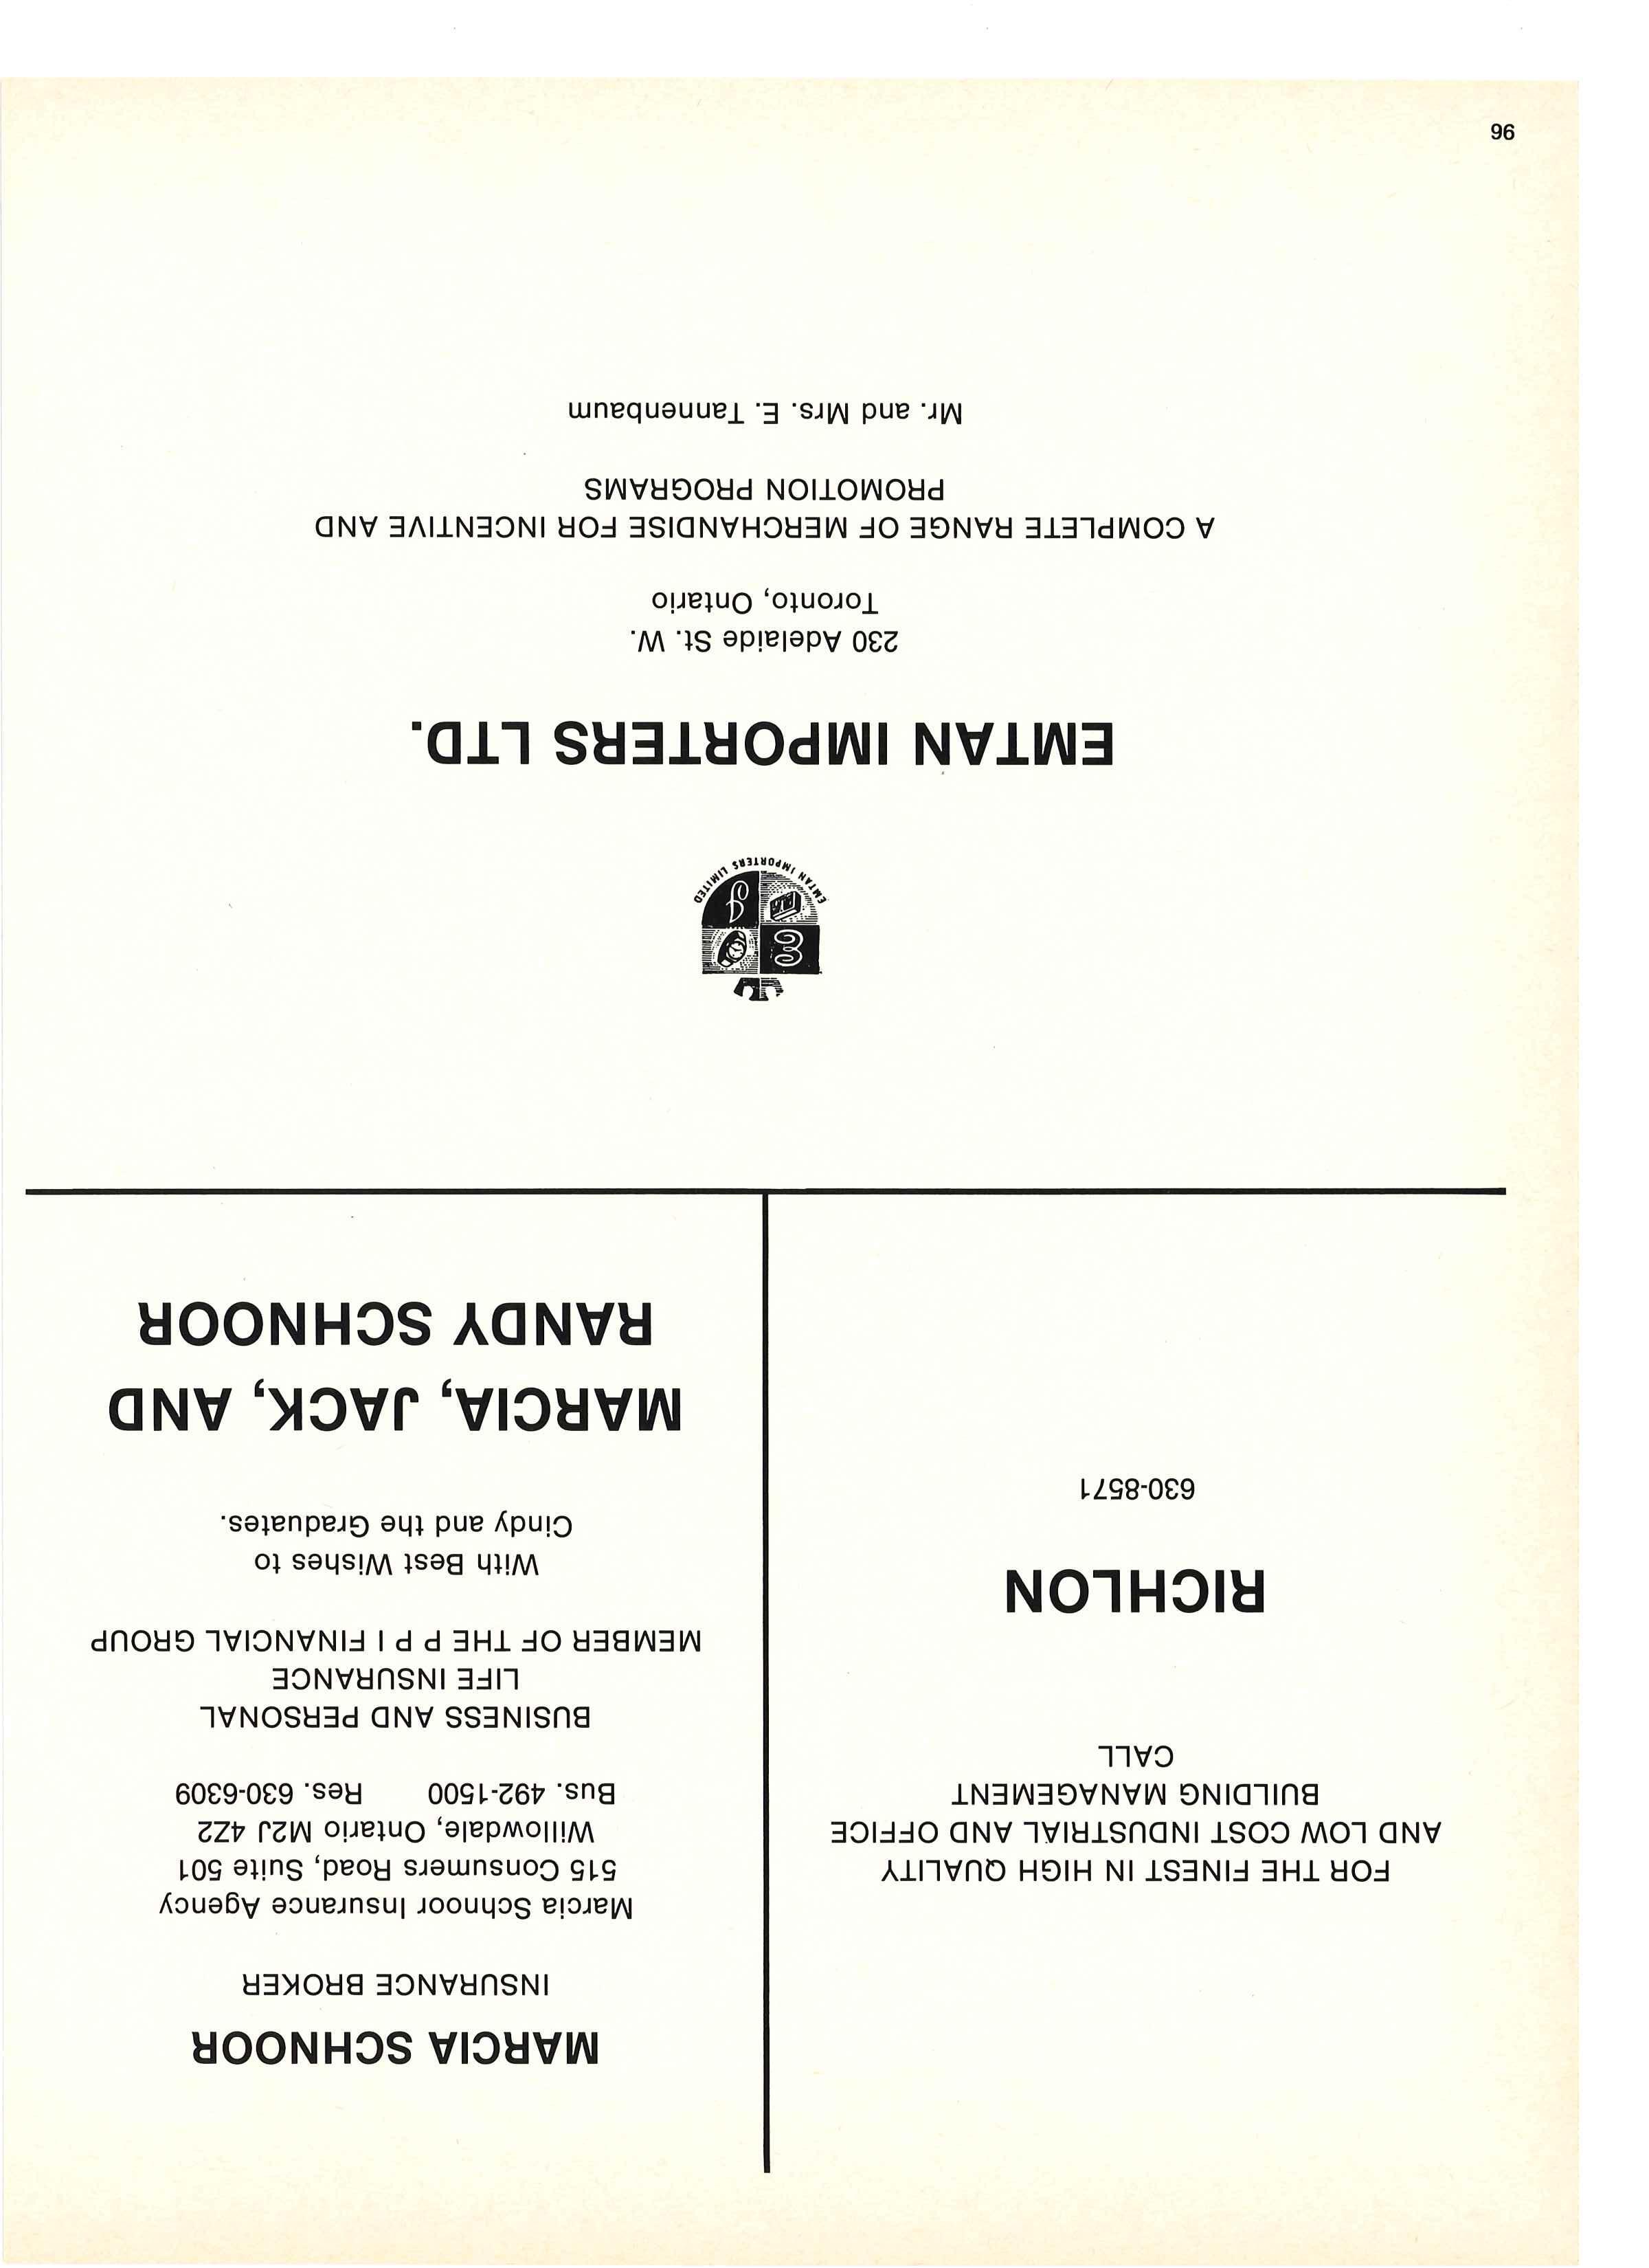 FOR THE FINEST IN HIGH QUALITY
AND LOW COST INDUSTRIAL AND OFFICE
BUILDING MANAGEMENT
CALL
RICHLON
630-8571
MARCIA SCHNOOR
INSURANCE BROKER
Marcia Schnoor Insurance Agency
515 Consumers Road, Suite 501
Willowdale, Ontario M2J 4Z2
Bus. 492-1500 Res. 630-6309
BUSINESS AND PERSONAL
LIFE INSURANCE
MEMBER OF THE P P I FINANCIAL GROUP
With Best Wishes to
Cindy and the Graduates.
MARCIA, JACK, AND
RANDY SCHNOOR
EMTAN IMPORTERS LIMITED
EMTAN IMPORTERS LTD.
230 Adelaide St. W.
Toronto, Ontario
A COMPLETE RANGE OF MERCHANDISE FOR INCENTIVE AND
PROMOTION PROGRAMS
Mr. and Mrs. E. Tannenbaum
96